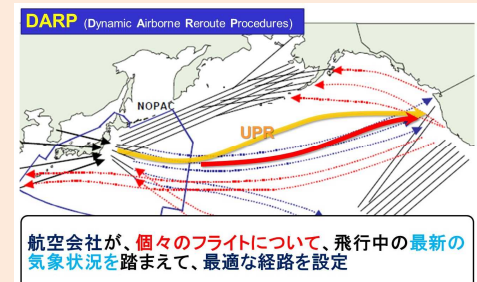 DARP (Dynamic Airborne Reroute Procedures)
NOPAC
UPR
航空会社が、個々のフライトについて、飛行中の最新の
気象状況を踏まえて、最適な経路を設定